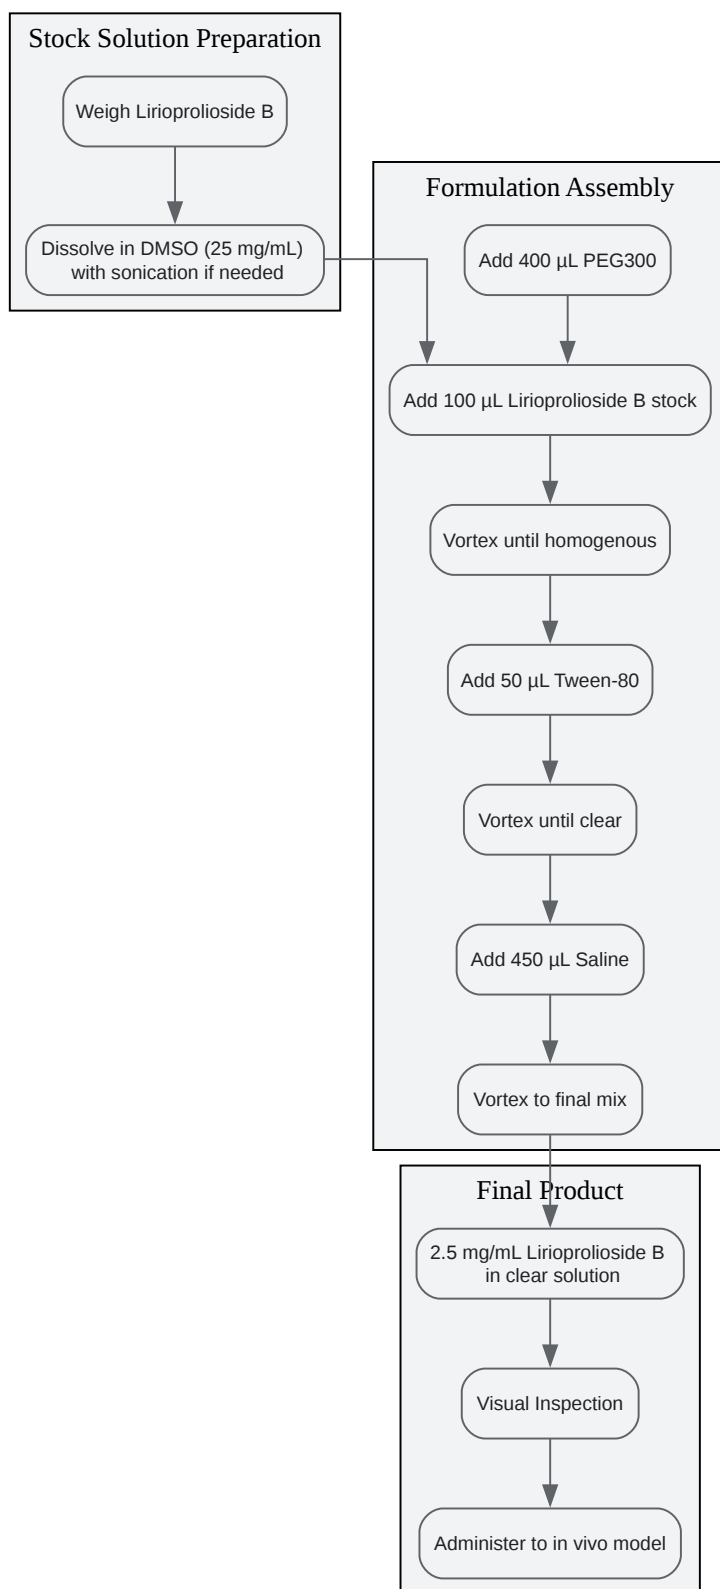 Stock Solution Preparation
Weigh Lirioprolioside B
Dissolve in DMSO (25 mg/mL)
with sonication if needed
Formulation Assembly
Add 400 µL PEG300
Add 100 µL Lirioprolioside B stock
Vortex until homogenous
Add 50 µL Tween-80
Vortex until clear
Add 450 µL Saline
Vortex to final mix
Final Product
2.5 mg/mL Lirioprolioside B
in clear solution
Visual Inspection
Administer to in vivo model